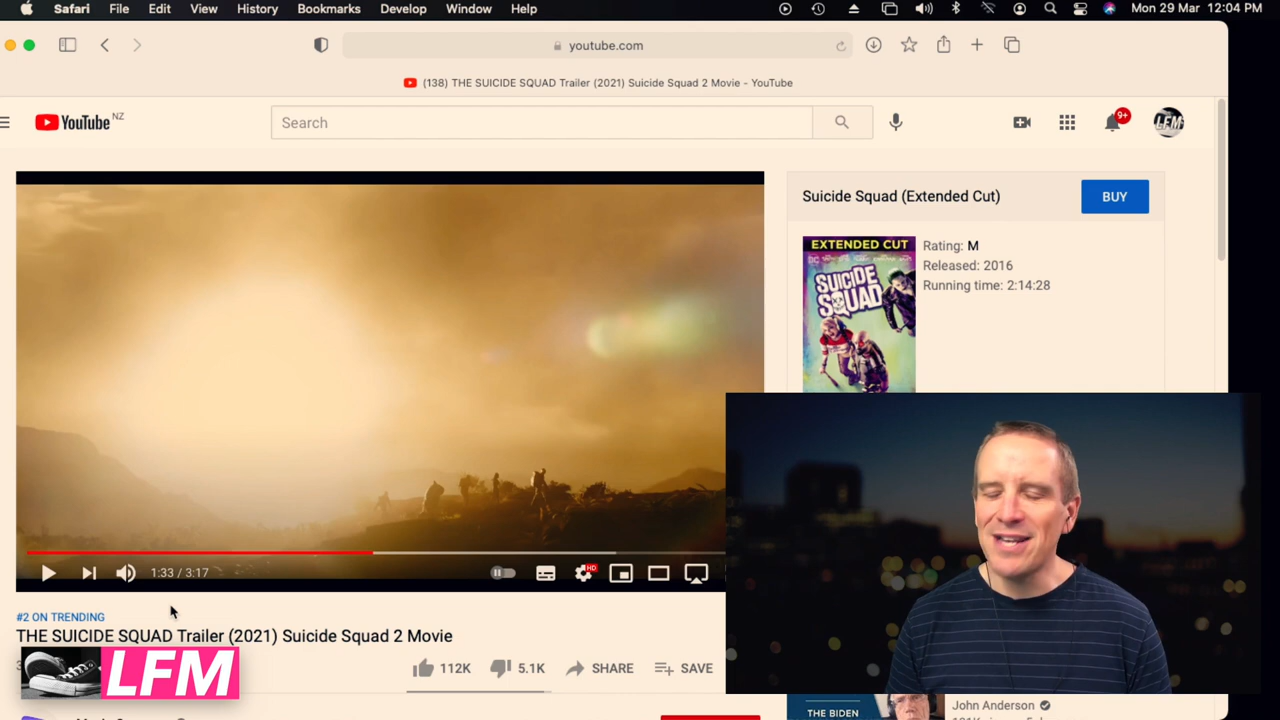 Safari File Edit View History Bookmarks Develop Window Help Mon 29 Mar 12:04 PM
youtube.com
(138) THE SUICIDE SQUAD Trailer (2021) Suicide Squad 2 Movie - YouTube
YouTube NZ
Search
9+
LFM
Suicide Squad (Extended Cut)
BUY
EXTENDED CUT
DC
SUICIDE
SQUAD
Rating: M
Released: 2016
Running time: 2:14:28
1:33 / 3:17
HD
#2 ON TRENDING
THE SUICIDE SQUAD Trailer (2021) Suicide Squad 2 Movie
112K 5.1K SHARE SAVE
LFM
John Anderson
THE BIDEN